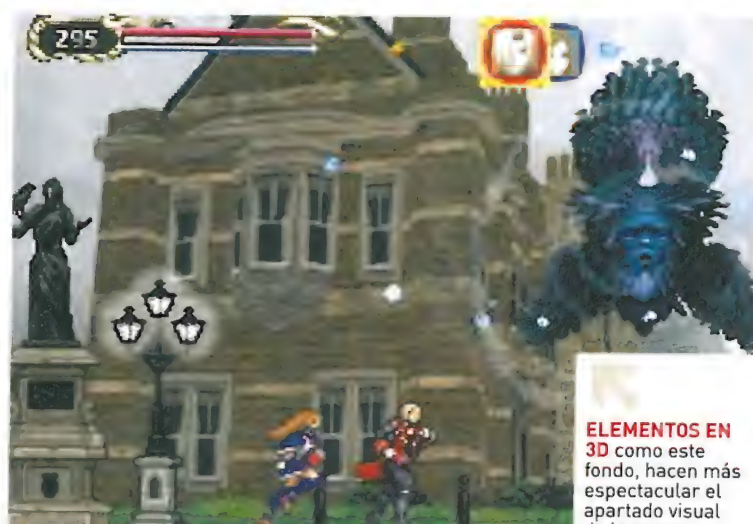 295
ELEMENTOS EN
3D como este
fondo, hacen más
espectacular el
apartado visual